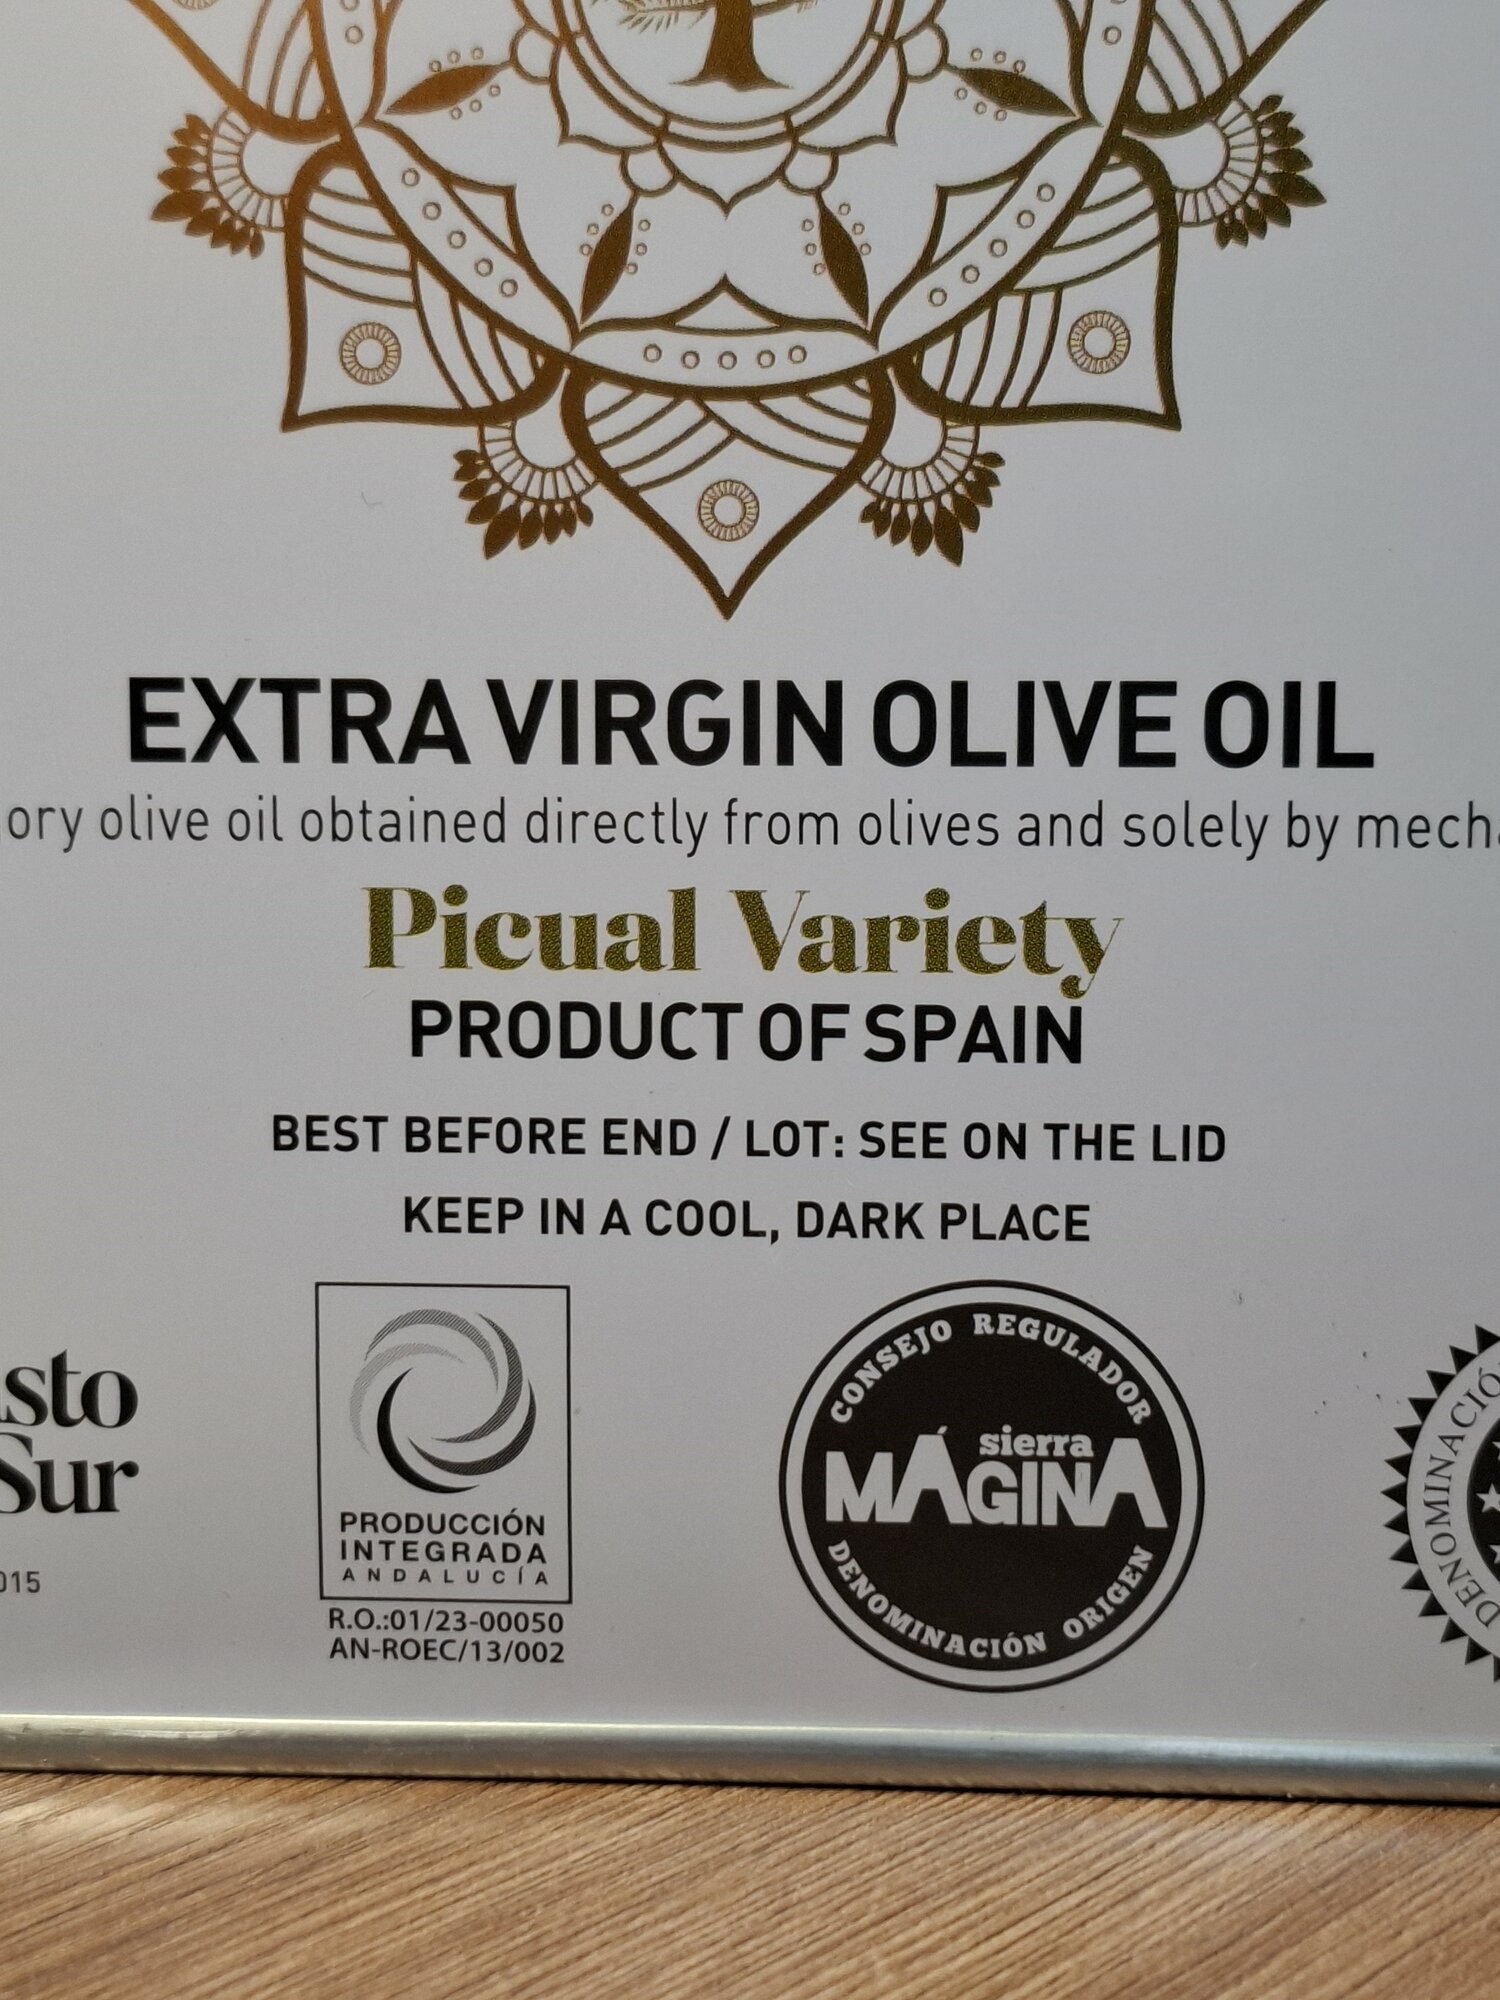 EXTRA VIRGIN OLIVE OIL
olive oil obtained directly from olives and solely by
Picual Variety
PRODUCT OF SPAIN
BEST BEFORE END / LOT: SEE ON THE LID
KEEP IN A COOL, DARK PLACE
Sur
PRODUCCIÓN
INTEGRADA
ANDALUCÍA
R.O.:01/23-00050
AN-ROEC/13/002
CONSEJO REGULADOR
sierra
MÁGINA
DENOMINACIÓN ORIGEN